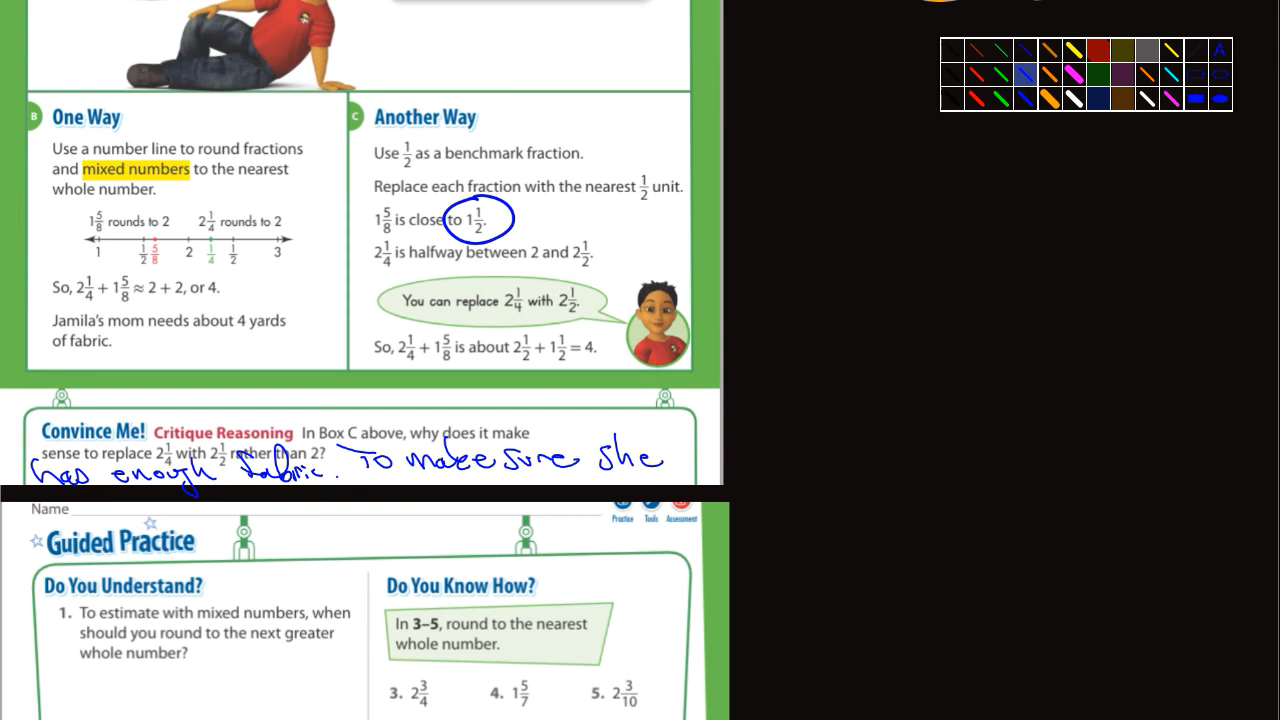 B One Way
Use a number line to round fractions
and mixed numbers to the nearest
whole number.
1 5/8 rounds to 2 2 1/4 rounds to 2
1 1/2 5/8 2 1/4 1/2 3
So, 2 1/4 + 1 5/8 ≈ 2 + 2, or 4.
Jamila's mom needs about 4 yards
of fabric.
C Another Way
Use 1/2 as a benchmark fraction.
Replace each fraction with the nearest 1/2 unit.
1 5/8 is close to 1 1/2.
2 1/4 is halfway between 2 and 2 1/2.
You can replace 2 1/4 with 2 1/2.
So, 2 1/4 + 1 5/8 is about 2 1/2 + 1 1/2 = 4.
Convince Me! Critique Reasoning In Box C above, why does it make
sense to replace 2 1/4 with 2 1/2 rather than 2?
To make sure she
has enough fabric.
Name
Practice Tools Assessment
Guided Practice
Do You Understand?
1. To estimate with mixed numbers, when
should you round to the next greater
whole number?
Do You Know How?
In 3–5, round to the nearest
whole number.
3. 2 3/4 4. 1 5/7 5. 2 3/10
A